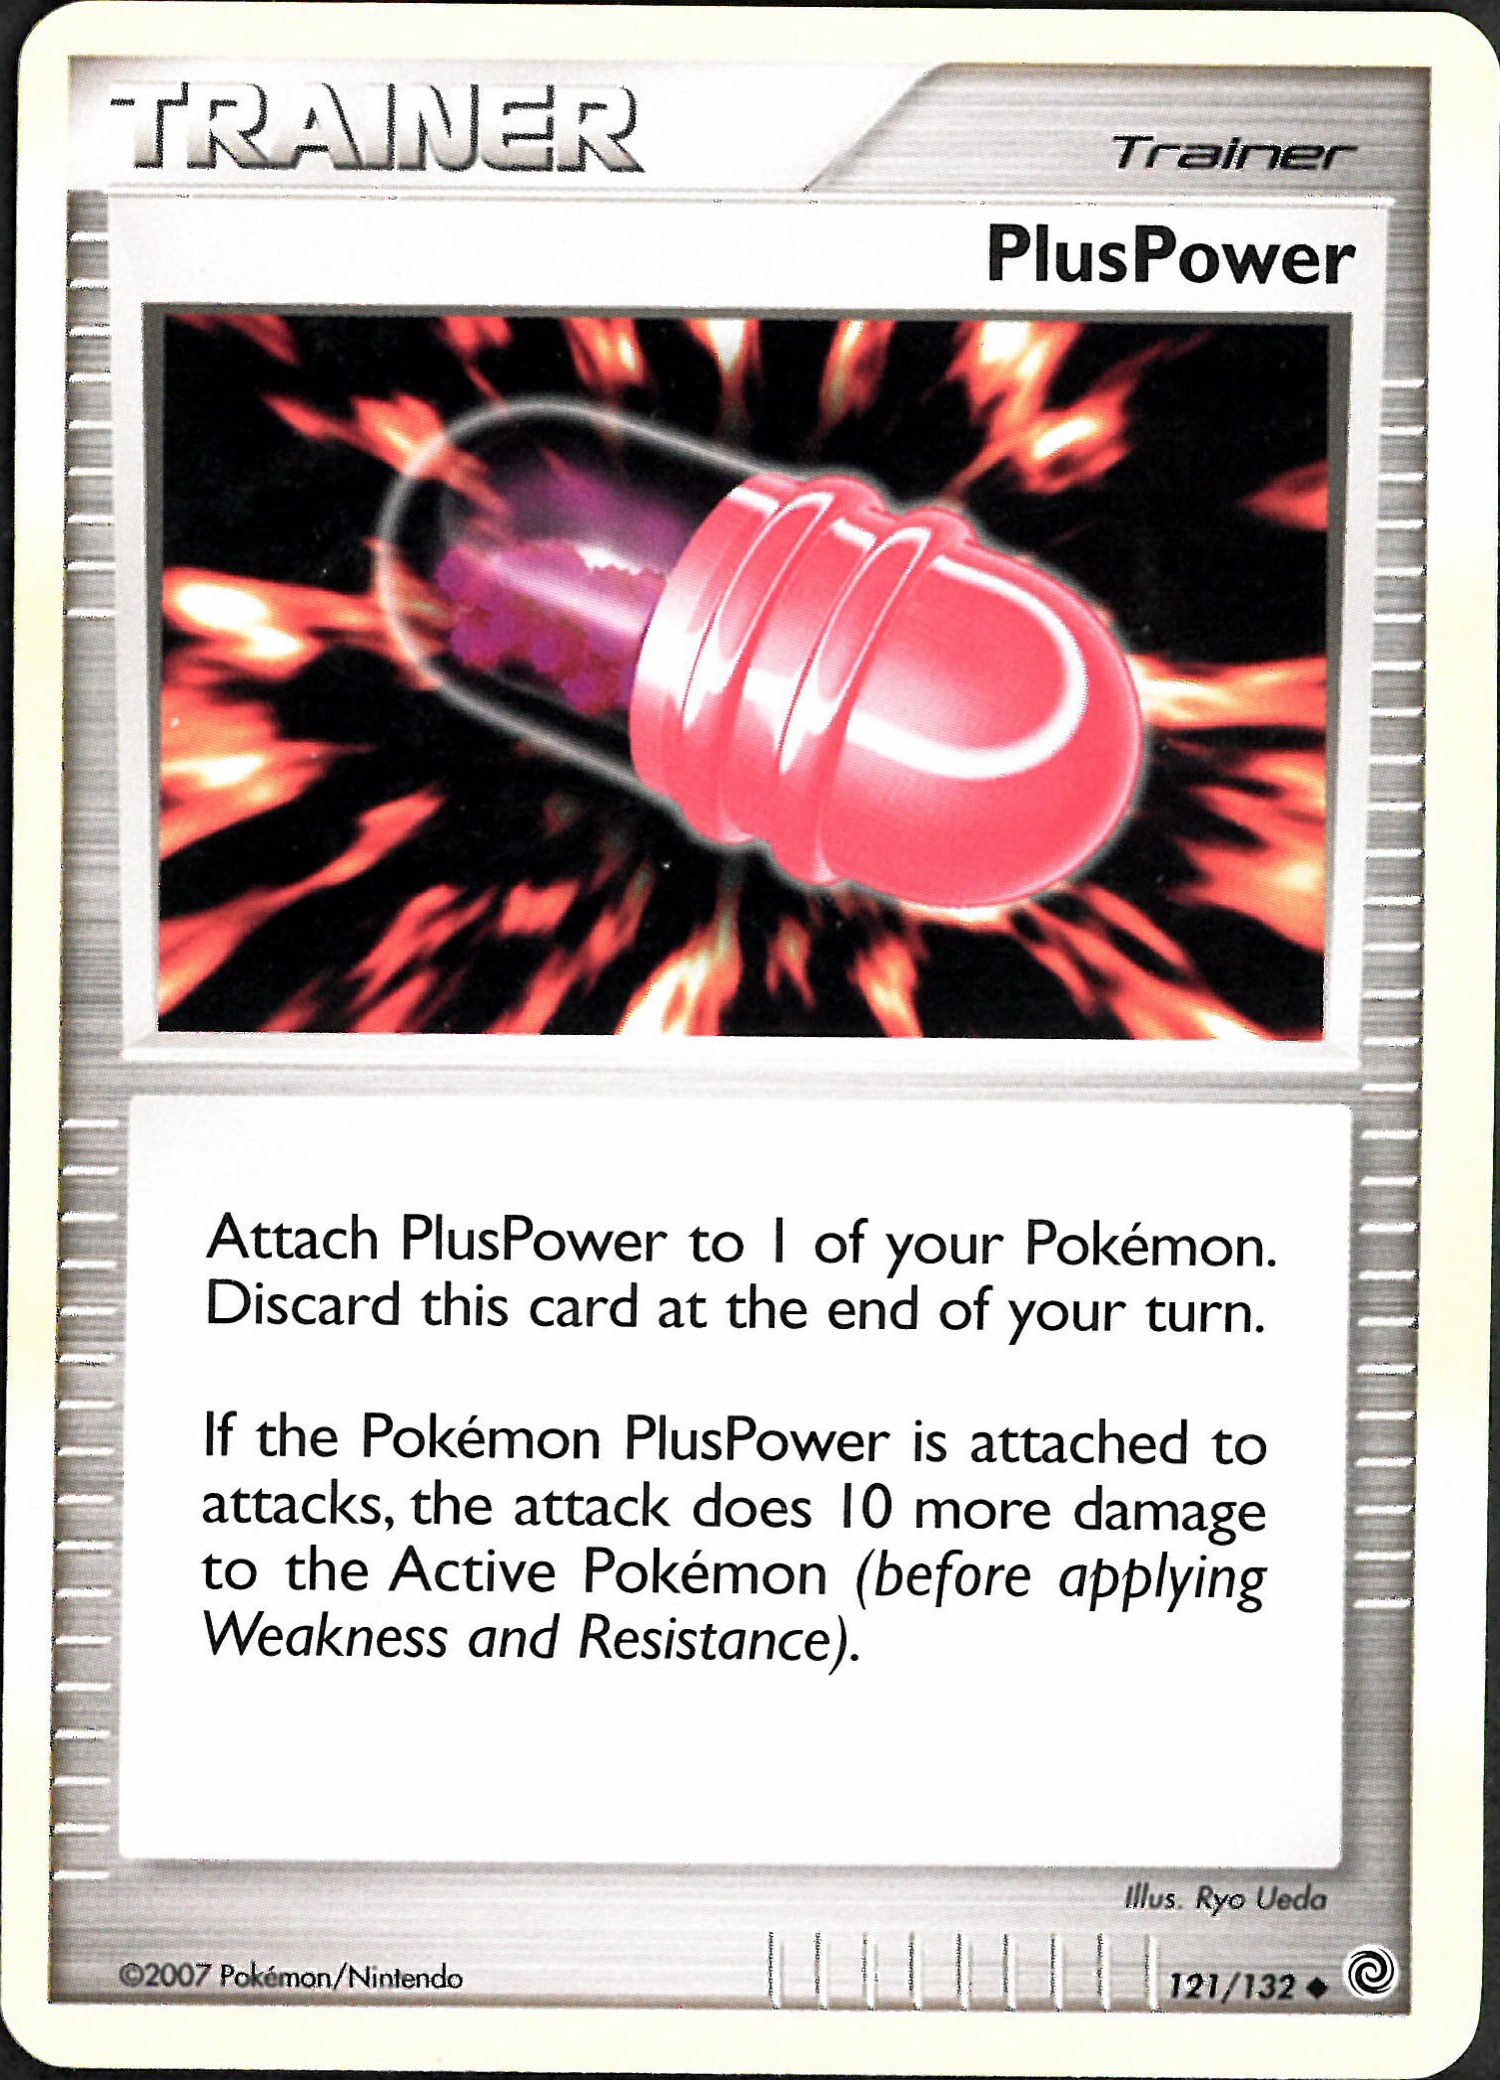 TRAINER
Trainer
PlusPower
Attach PlusPower to 1 of your Pokémon.
Discard this card at the end of your turn.
If the Pokémon PlusPower is attached to
attacks, the attack does 10 more damage
to the Active Pokémon (before applying
Weakness and Resistance).
Illus. Ryo Ueda
©2007 Pokémon/Nintendo
121/132